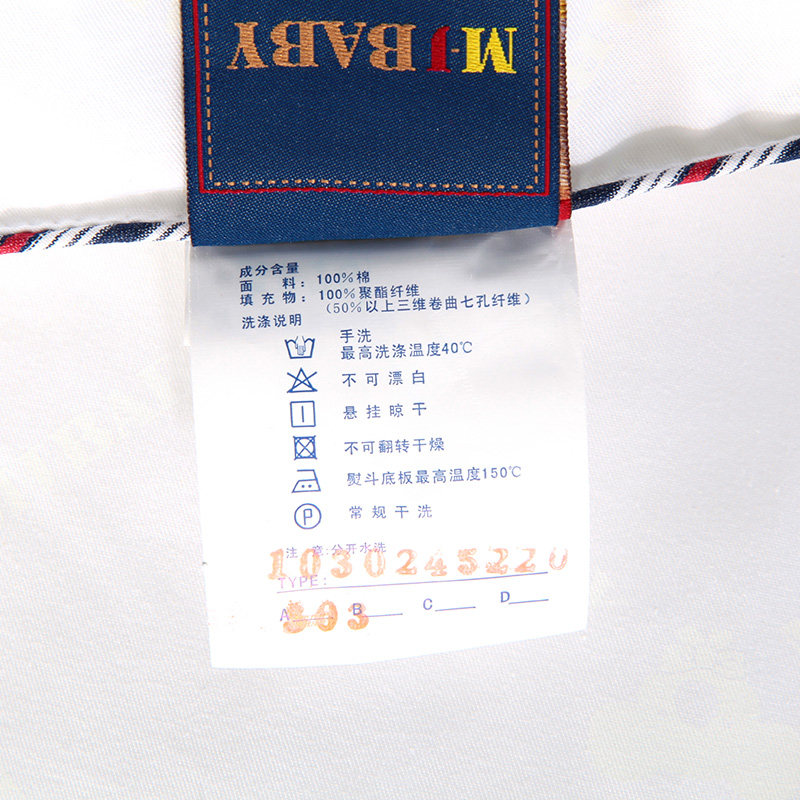 M-J BABY
成分含量
面 料：100%棉
填充物：100%聚酯纤维
（50%以上三维卷曲七孔纤维）
洗涤说明
手洗
最高洗涤温度40℃
不可漂白
悬挂晾干
不可翻转干燥
熨斗底板最高温度150℃
P 常规干洗
注 意:分开水洗
1030245220
TYPE:
A B C D
303